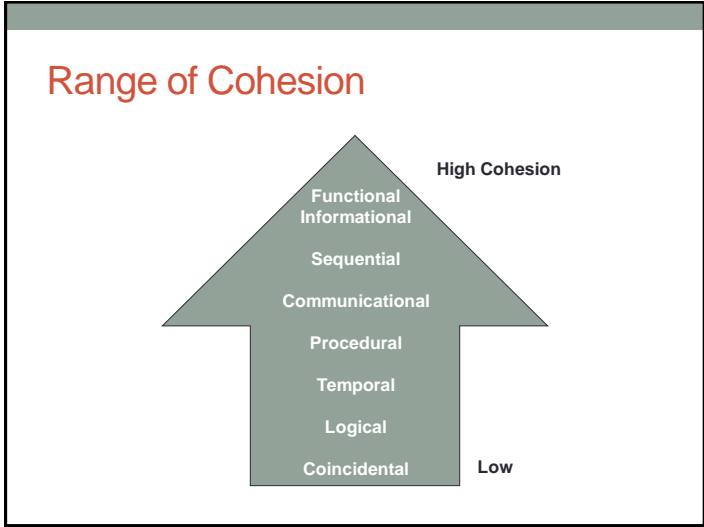 Range of Cohesion
High Cohesion
Functional
Informational
Sequential
Communicational
Procedural
Temporal
Logical
Coincidental
Low